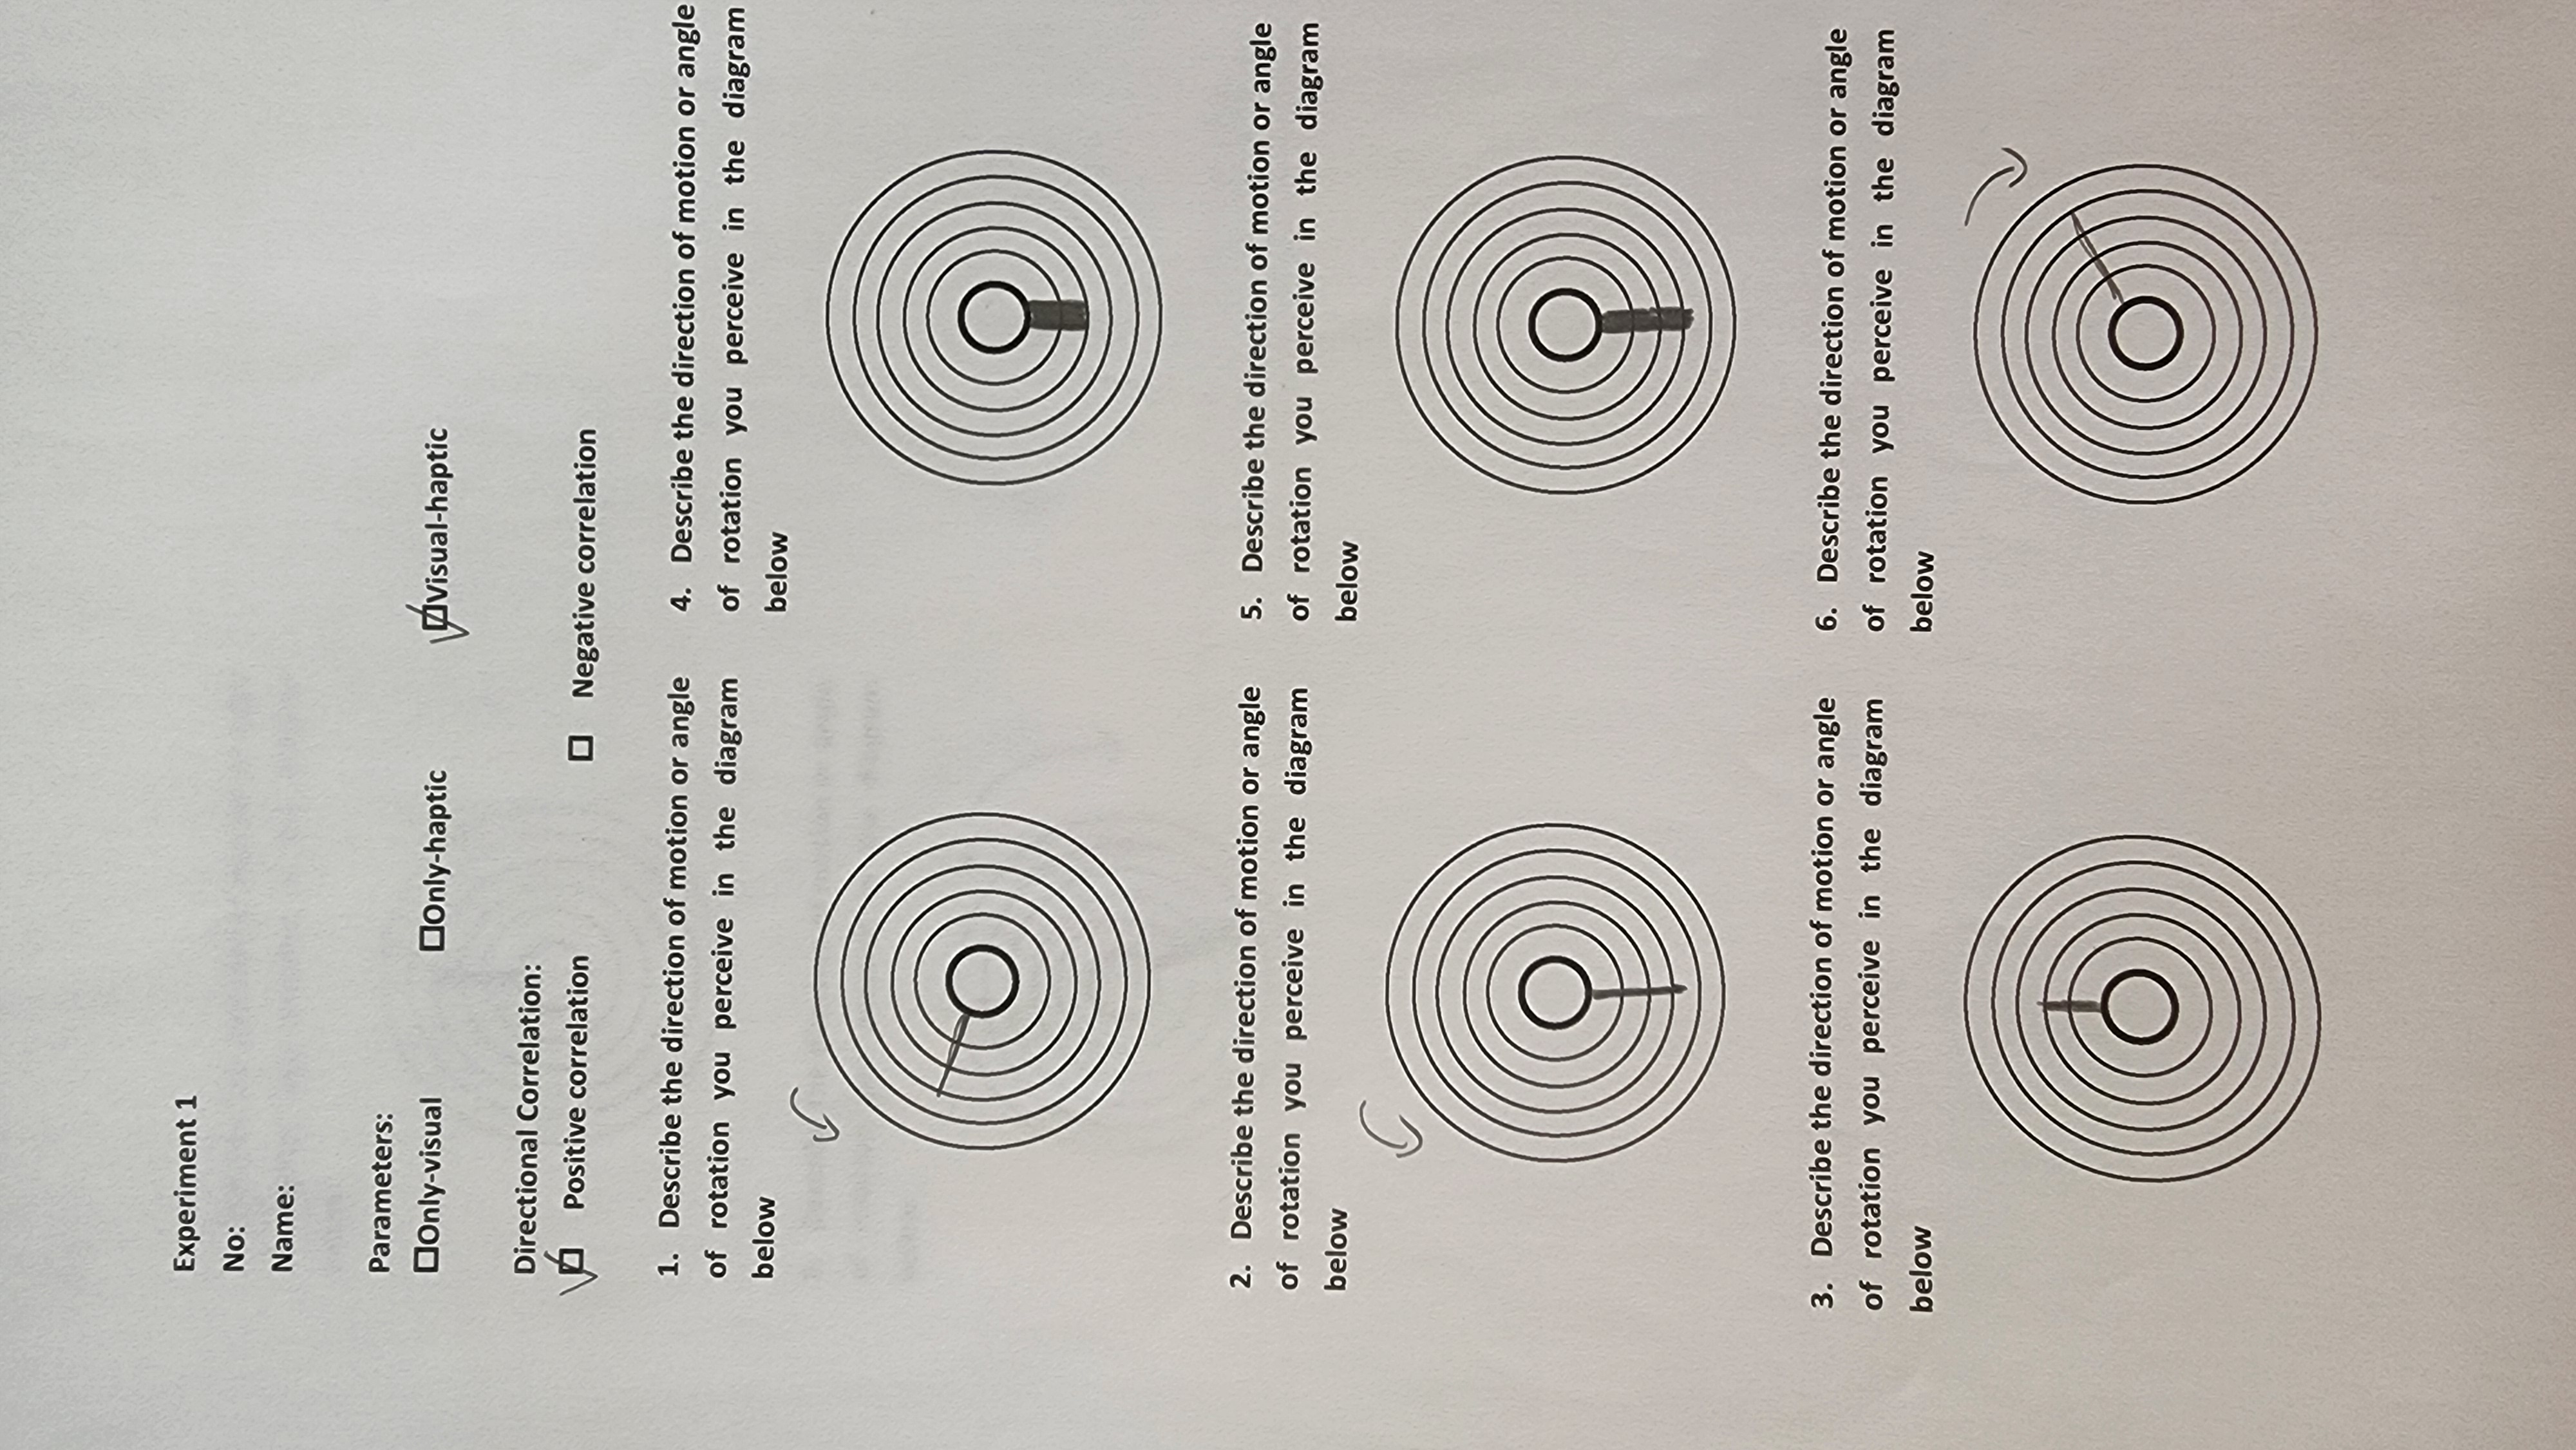 Experiment 1
No:
Name:
Parameters:
☐Only-visual ☐Only-haptic ☑Visual-haptic
Directional Correlation:
☑ Positive correlation ☐ Negative correlation
1. Describe the direction of motion or angle
of rotation you perceive in the diagram
below
4. Describe the direction of motion or angle
of rotation you perceive in the diagram
below
2. Describe the direction of motion or angle
of rotation you perceive in the diagram
below
5. Describe the direction of motion or angle
of rotation you perceive in the diagram
below
3. Describe the direction of motion or angle
of rotation you perceive in the diagram
below
6. Describe the direction of motion or angle
of rotation you perceive in the diagram
below